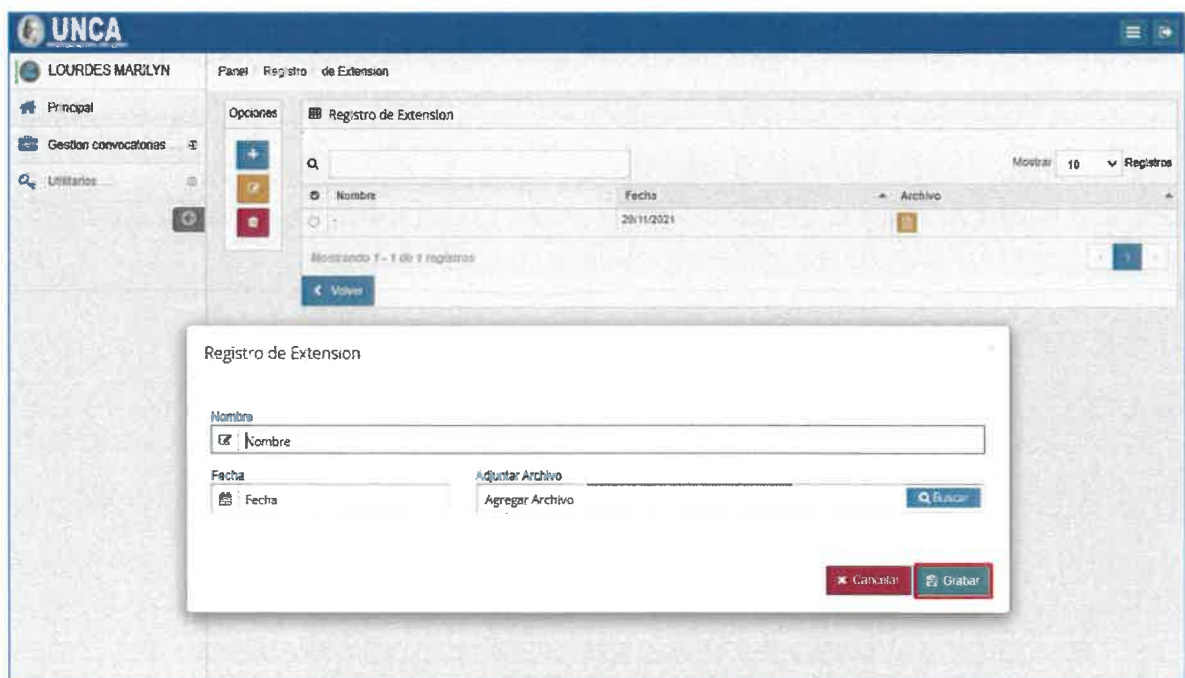 UNCA
LOURDES MARILYN
Panel Registro de Extension
Principal
Gestion convocatorias
Utilitarios
Opciones
Registro de Extension
Mostrar 10 Registros
Nombre Fecha Archivo
- 29/11/2021
Mostrando 1 - 1 de 1 registros
1
Volver
Registro de Extension
Nombre
Nombre
Fecha Adjuntar Archivo
Fecha Agregar Archivo Buscar
Cancelar Grabar